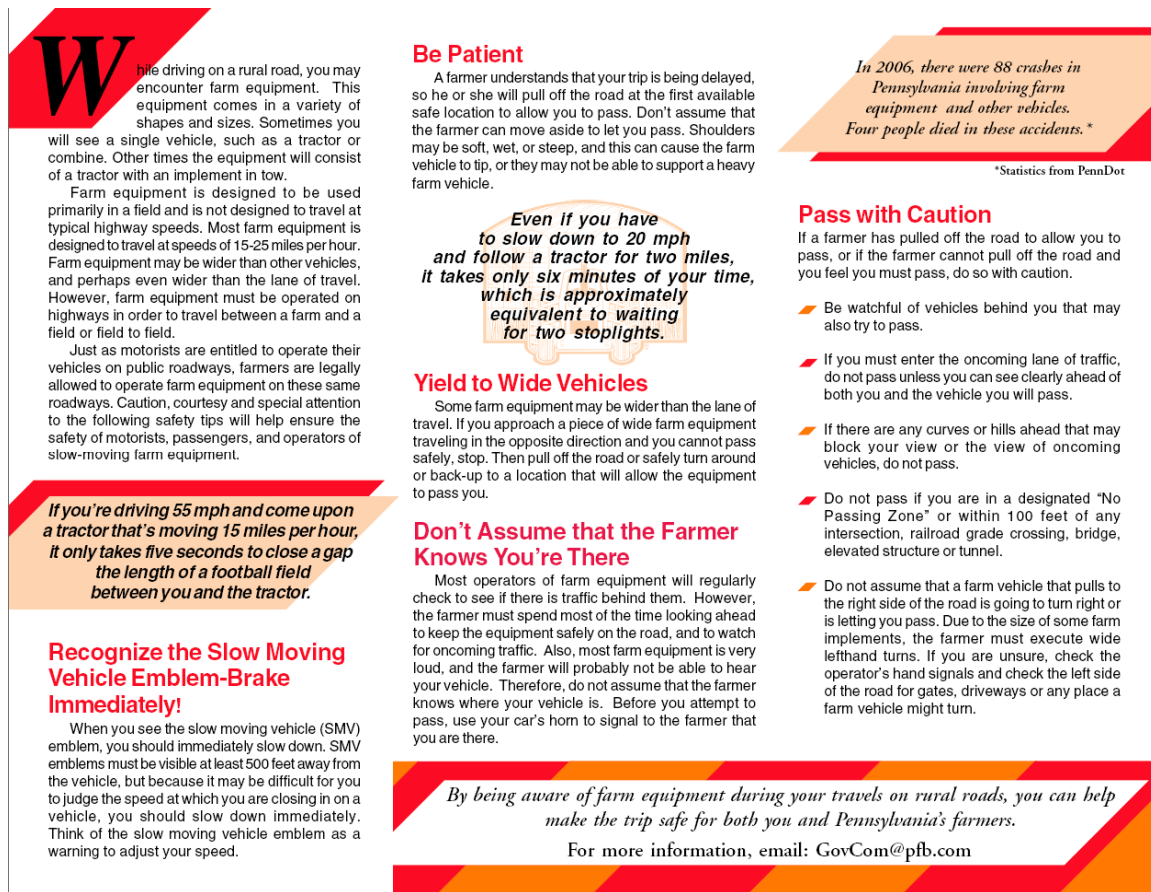 While driving on a rural road, you may
encounter farm equipment. This
equipment comes in a variety of
shapes and sizes. Sometimes you
will see a single vehicle, such as a tractor or
combine. Other times the equipment will consist
of a tractor with an implement in tow.
Farm equipment is designed to be used
primarily in a field and is not designed to travel at
typical highway speeds. Most farm equipment is
designed to travel at speeds of 15-25 miles per hour.
Farm equipment may be wider than other vehicles,
and perhaps even wider than the lane of travel.
However, farm equipment must be operated on
highways in order to travel between a farm and a
field or field to field.
Just as motorists are entitled to operate their
vehicles on public roadways, farmers are legally
allowed to operate farm equipment on these same
roadways. Caution, courtesy and special attention
to the following safety tips will help ensure the
safety of motorists, passengers, and operators of
slow-moving farm equipment.
If you're driving 55 mph and come upon
a tractor that's moving 15 miles per hour,
it only takes five seconds to close a gap
the length of a football field
between you and the tractor.
Recognize the Slow Moving
Vehicle Emblem-Brake
Immediately!
When you see the slow moving vehicle (SMV)
emblem, you should immediately slow down. SMV
emblems must be visible at least 500 feet away from
the vehicle, but because it may be difficult for you
to judge the speed at which you are closing in on a
vehicle, you should slow down immediately.
Think of the slow moving vehicle emblem as a
warning to adjust your speed.
Be Patient
A farmer understands that your trip is being delayed,
so he or she will pull off the road at the first available
safe location to allow you to pass. Don't assume that
the farmer can move aside to let you pass. Shoulders
may be soft, wet, or steep, and this can cause the farm
vehicle to tip, or they may not be able to support a heavy
farm vehicle.
Even if you have
to slow down to 20 mph
and follow a tractor for two miles,
it takes only six minutes of your time,
which is approximately
equivalent to waiting
for two stoplights.
Yield to Wide Vehicles
Some farm equipment may be wider than the lane of
travel. If you approach a piece of wide farm equipment
traveling in the opposite direction and you cannot pass
safely, stop. Then pull off the road or safely turn around
or back-up to a location that will allow the equipment
to pass you.
Don't Assume that the Farmer
Knows You're There
Most operators of farm equipment will regularly
check to see if there is traffic behind them. However,
the farmer must spend most of the time looking ahead
to keep the equipment safely on the road, and to watch
for oncoming traffic. Also, most farm equipment is very
loud, and the farmer will probably not be able to hear
your vehicle. Therefore, do not assume that the farmer
knows where your vehicle is. Before you attempt to
pass, use your car's horn to signal to the farmer that
you are there.
In 2006, there were 88 crashes in
Pennsylvania involving farm
equipment and other vehicles.
Four people died in these accidents.*
*Statistics from PennDot
Pass with Caution
If a farmer has pulled off the road to allow you to
pass, or if the farmer cannot pull off the road and
you feel you must pass, do so with caution.
Be watchful of vehicles behind you that may
also try to pass.
If you must enter the oncoming lane of traffic,
do not pass unless you can see clearly ahead of
both you and the vehicle you will pass.
If there are any curves or hills ahead that may
block your view or the view of oncoming
vehicles, do not pass.
Do not pass if you are in a designated “No
Passing Zone” or within 100 feet of any
intersection, railroad grade crossing, bridge,
elevated structure or tunnel.
Do not assume that a farm vehicle that pulls to
the right side of the road is going to turn right or
is letting you pass. Due to the size of some farm
implements, the farmer must execute wide
lefthand turns. If you are unsure, check the
operator's hand signals and check the left side
of the road for gates, driveways or any place a
farm vehicle might turn.
By being aware of farm equipment during your travels on rural roads, you can help
make the trip safe for both you and Pennsylvania's farmers.
For more information, email: GovCom@pfb.com